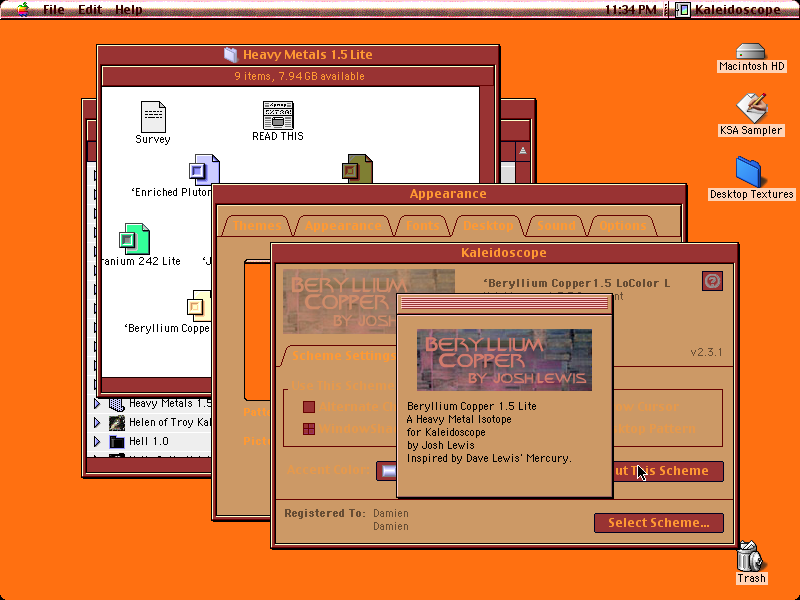 File Edit Help
11:34 PM
Kaleidoscope
Heavy Metals 1.5 Lite
9 items, 7.94 GB available
Survey
READ THIS
'Enriched Pluton
ranium 242 Lite
'J
'Beryllium Coppe
Heavy Metals 1.5
Helen of Troy Kal
Hell 1.0
Macintosh HD
KSA Sampler
Desktop Textures
Trash
Appearance
Themes Appearance Fonts Desktop Sound Options
Kaleidoscope
BERYLLIUM
COPPER
BY JOSH
'Beryllium Copper 1.5 LoColor L
v2.3.1
Scheme Settings
Use This Scheme
Alternate
WindowSha
Cursor
Pattern
Accent Color:
ut This Scheme
Registered To: Damien
Damien
Select Scheme...
BERYLLIUM
COPPER
BY JOSH LEWIS
Beryllium Copper 1.5 Lite
A Heavy Metal Isotope
for Kaleidoscope
by Josh Lewis
Inspired by Dave Lewis' Mercury.